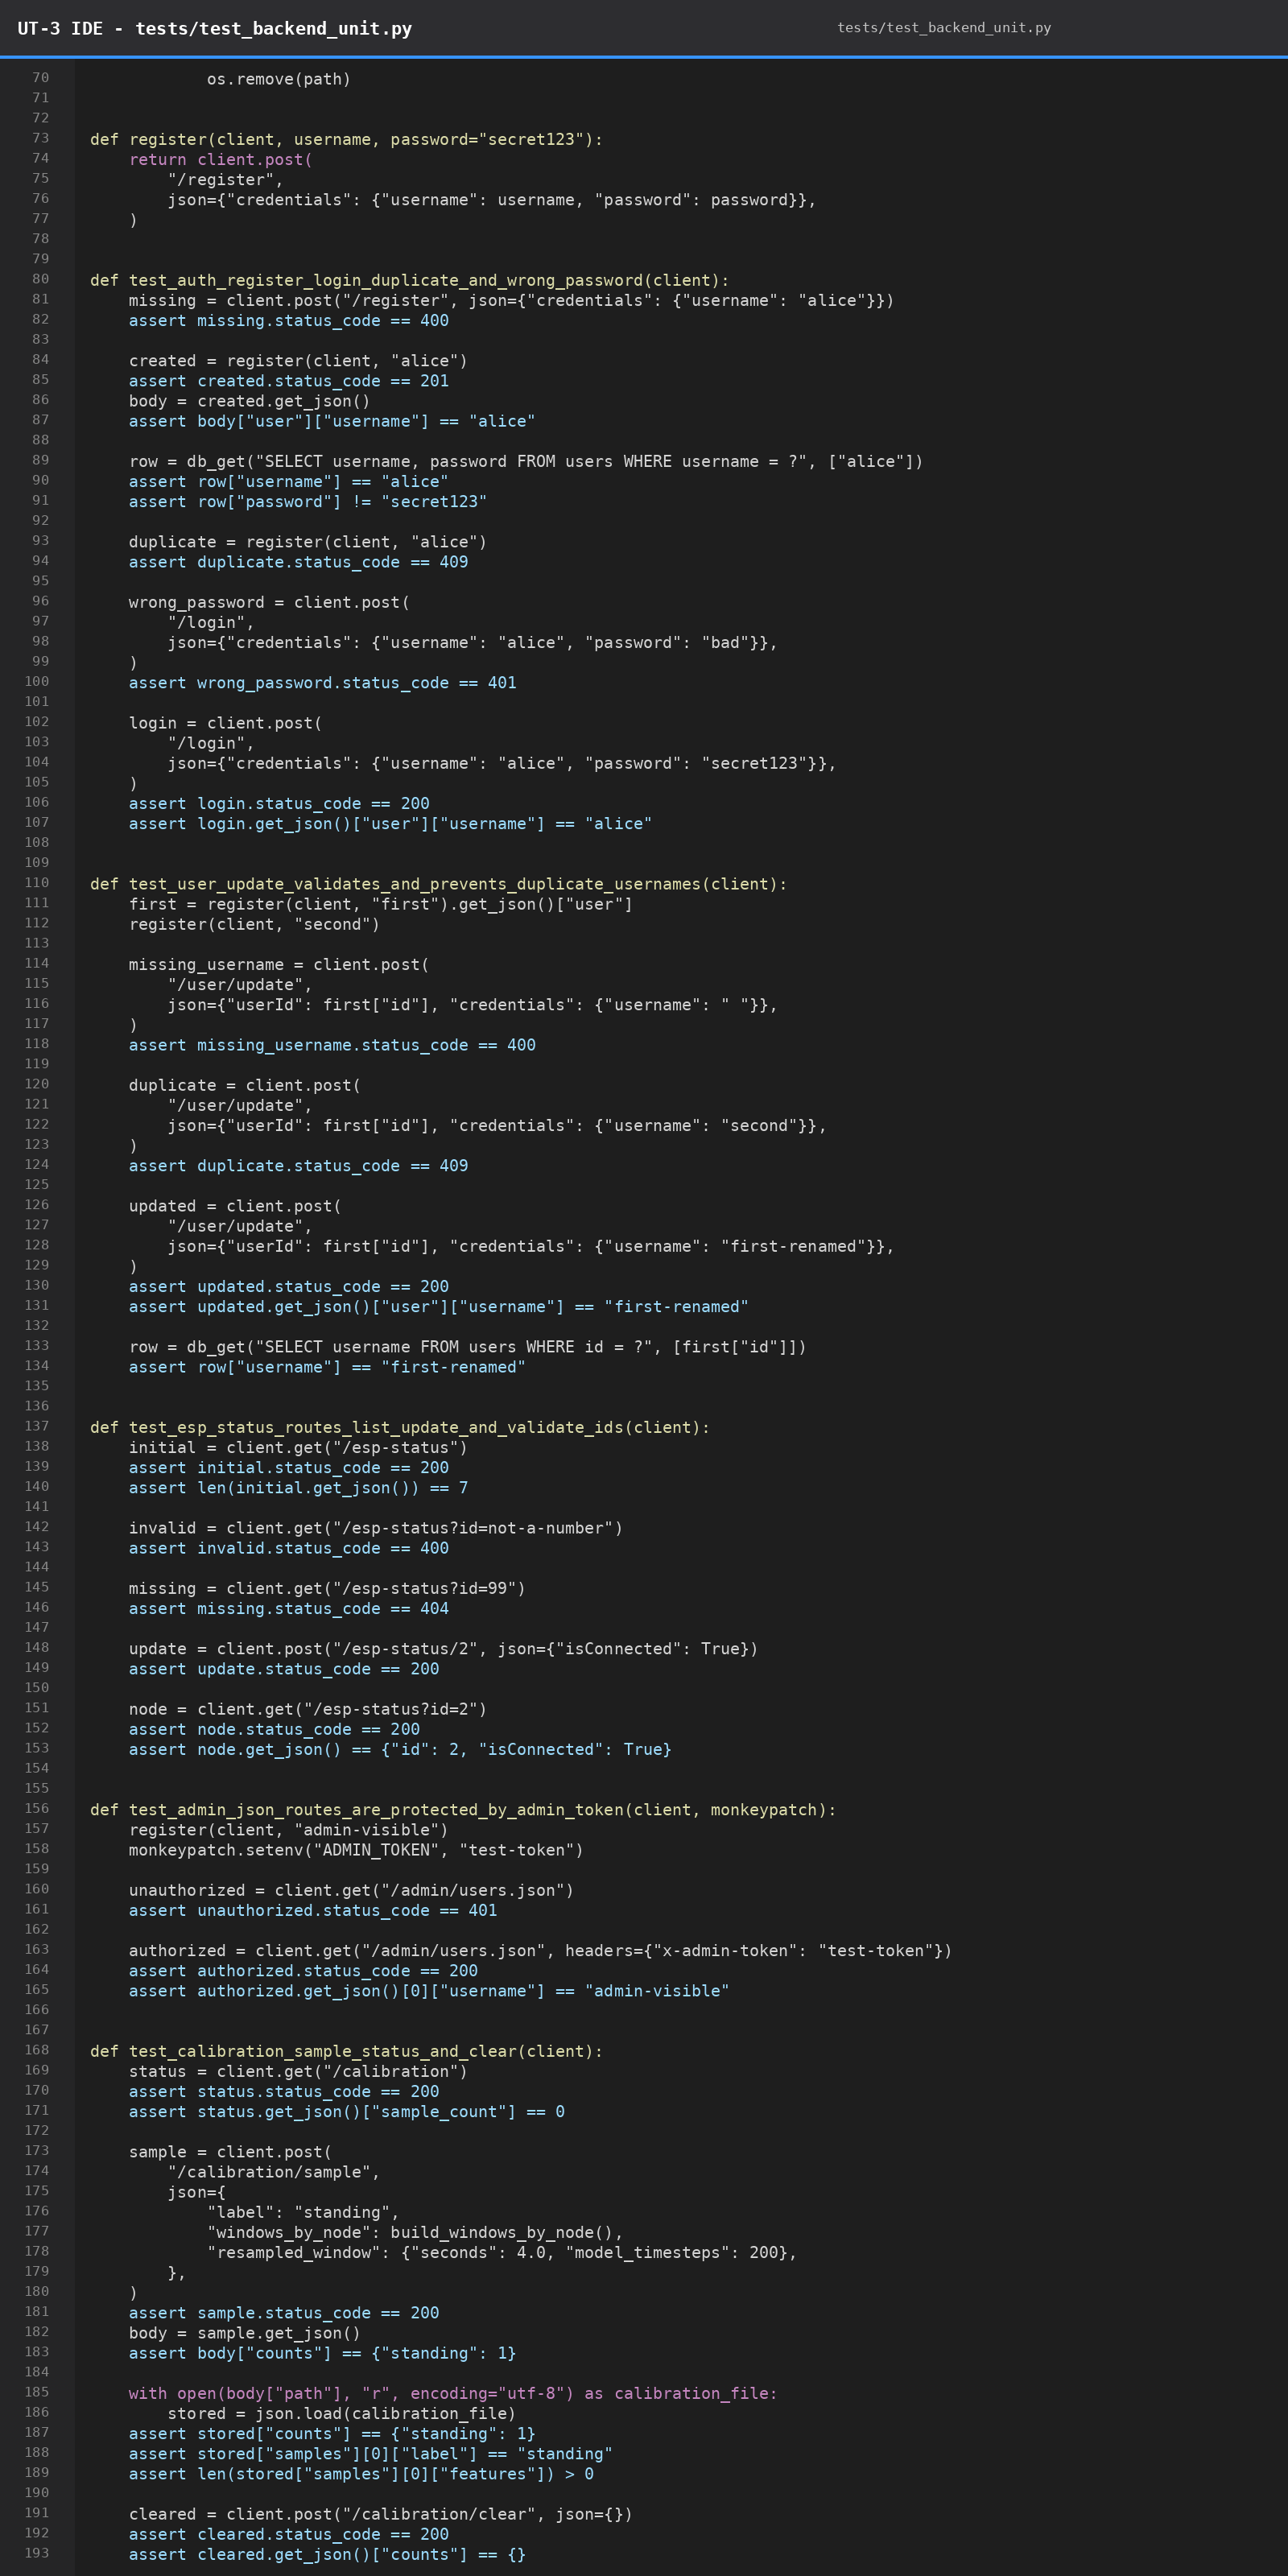 UT-3 IDE - tests/test_backend_unit.py tests/test_backend_unit.py
70             os.remove(path)
71
72
73 def register(client, username, password="secret123"):
74     return client.post(
75         "/register",
76         json={"credentials": {"username": username, "password": password}},
77     )
78
79
80 def test_auth_register_login_duplicate_and_wrong_password(client):
81     missing = client.post("/register", json={"credentials": {"username": "alice"}})
82     assert missing.status_code == 400
83
84     created = register(client, "alice")
85     assert created.status_code == 201
86     body = created.get_json()
87     assert body["user"]["username"] == "alice"
88
89     row = db_get("SELECT username, password FROM users WHERE username = ?", ["alice"])
90     assert row["username"] == "alice"
91     assert row["password"] != "secret123"
92
93     duplicate = register(client, "alice")
94     assert duplicate.status_code == 409
95
96     wrong_password = client.post(
97         "/login",
98         json={"credentials": {"username": "alice", "password": "bad"}},
99     )
100     assert wrong_password.status_code == 401
101
102     login = client.post(
103         "/login",
104         json={"credentials": {"username": "alice", "password": "secret123"}},
105     )
106     assert login.status_code == 200
107     assert login.get_json()["user"]["username"] == "alice"
108
109
110 def test_user_update_validates_and_prevents_duplicate_usernames(client):
111     first = register(client, "first").get_json()["user"]
112     register(client, "second")
113
114     missing_username = client.post(
115         "/user/update",
116         json={"userId": first["id"], "credentials": {"username": " "}},
117     )
118     assert missing_username.status_code == 400
119
120     duplicate = client.post(
121         "/user/update",
122         json={"userId": first["id"], "credentials": {"username": "second"}},
123     )
124     assert duplicate.status_code == 409
125
126     updated = client.post(
127         "/user/update",
128         json={"userId": first["id"], "credentials": {"username": "first-renamed"}},
129     )
130     assert updated.status_code == 200
131     assert updated.get_json()["user"]["username"] == "first-renamed"
132
133     row = db_get("SELECT username FROM users WHERE id = ?", [first["id"]])
134     assert row["username"] == "first-renamed"
135
136
137 def test_esp_status_routes_list_update_and_validate_ids(client):
138     initial = client.get("/esp-status")
139     assert initial.status_code == 200
140     assert len(initial.get_json()) == 7
141
142     invalid = client.get("/esp-status?id=not-a-number")
143     assert invalid.status_code == 400
144
145     missing = client.get("/esp-status?id=99")
146     assert missing.status_code == 404
147
148     update = client.post("/esp-status/2", json={"isConnected": True})
149     assert update.status_code == 200
150
151     node = client.get("/esp-status?id=2")
152     assert node.status_code == 200
153     assert node.get_json() == {"id": 2, "isConnected": True}
154
155
156 def test_admin_json_routes_are_protected_by_admin_token(client, monkeypatch):
157     register(client, "admin-visible")
158     monkeypatch.setenv("ADMIN_TOKEN", "test-token")
159
160     unauthorized = client.get("/admin/users.json")
161     assert unauthorized.status_code == 401
162
163     authorized = client.get("/admin/users.json", headers={"x-admin-token": "test-token"})
164     assert authorized.status_code == 200
165     assert authorized.get_json()[0]["username"] == "admin-visible"
166
167
168 def test_calibration_sample_status_and_clear(client):
169     status = client.get("/calibration")
170     assert status.status_code == 200
171     assert status.get_json()["sample_count"] == 0
172
173     sample = client.post(
174         "/calibration/sample",
175         json={
176             "label": "standing",
177             "windows_by_node": build_windows_by_node(),
178             "resampled_window": {"seconds": 4.0, "model_timesteps": 200},
179         },
180     )
181     assert sample.status_code == 200
182     body = sample.get_json()
183     assert body["counts"] == {"standing": 1}
184
185     with open(body["path"], "r", encoding="utf-8") as calibration_file:
186         stored = json.load(calibration_file)
187     assert stored["counts"] == {"standing": 1}
188     assert stored["samples"][0]["label"] == "standing"
189     assert len(stored["samples"][0]["features"]) > 0
190
191     cleared = client.post("/calibration/clear", json={})
192     assert cleared.status_code == 200
193     assert cleared.get_json()["counts"] == {}